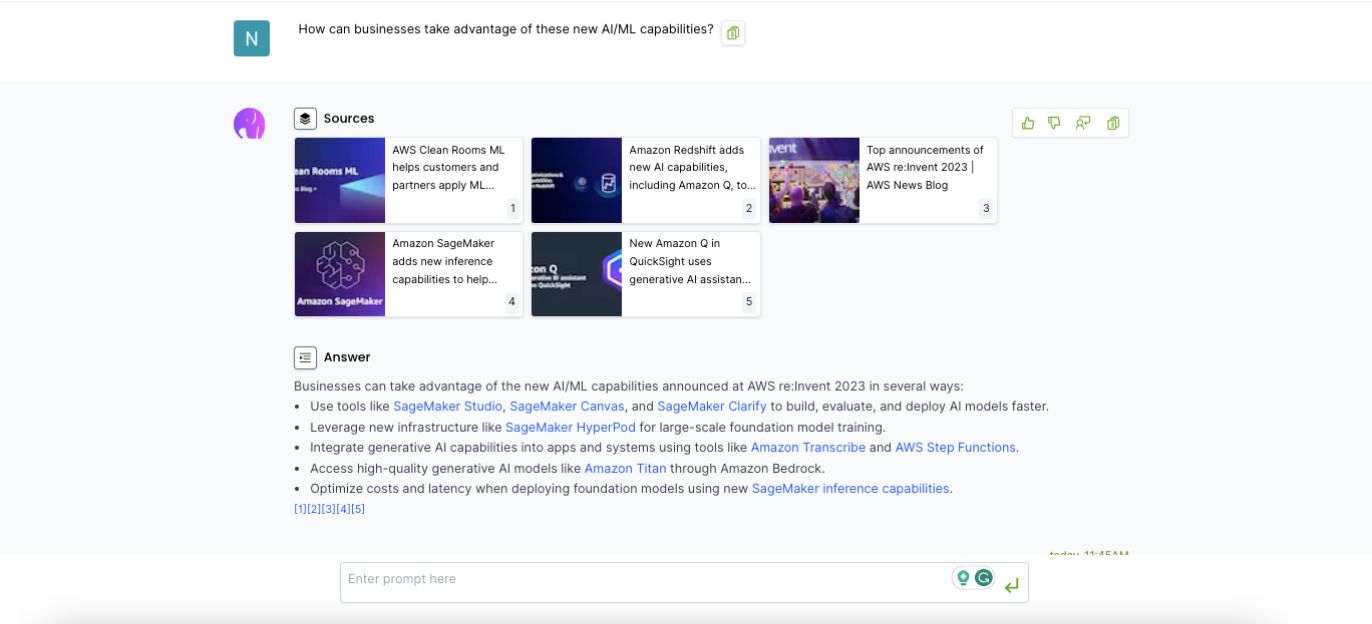 N
How can businesses take advantage of these new AI/ML capabilities?
Sources
ean Rooms ML
AWS Clean Rooms ML
helps customers and
partners apply ML...
1
Amazon Redshift adds
new AI capabilities,
including Amazon Q, to...
2
vent
Top announcements of
AWS re:Invent 2023 |
AWS News Blog
3
Amazon SageMaker
Amazon SageMaker
adds new inference
capabilities to help...
4
zon Q
New Amazon Q in
QuickSight uses
generative AI assistan...
5
Answer
Businesses can take advantage of the new AI/ML capabilities announced at AWS re:Invent 2023 in several ways:
• Use tools like SageMaker Studio, SageMaker Canvas, and SageMaker Clarify to build, evaluate, and deploy AI models faster.
• Leverage new infrastructure like SageMaker HyperPod for large-scale foundation model training.
• Integrate generative AI capabilities into apps and systems using tools like Amazon Transcribe and AWS Step Functions.
• Access high-quality generative AI models like Amazon Titan through Amazon Bedrock.
• Optimize costs and latency when deploying foundation models using new SageMaker inference capabilities.
[1][2][3][4][5]
today, 11:45AM
Enter prompt here